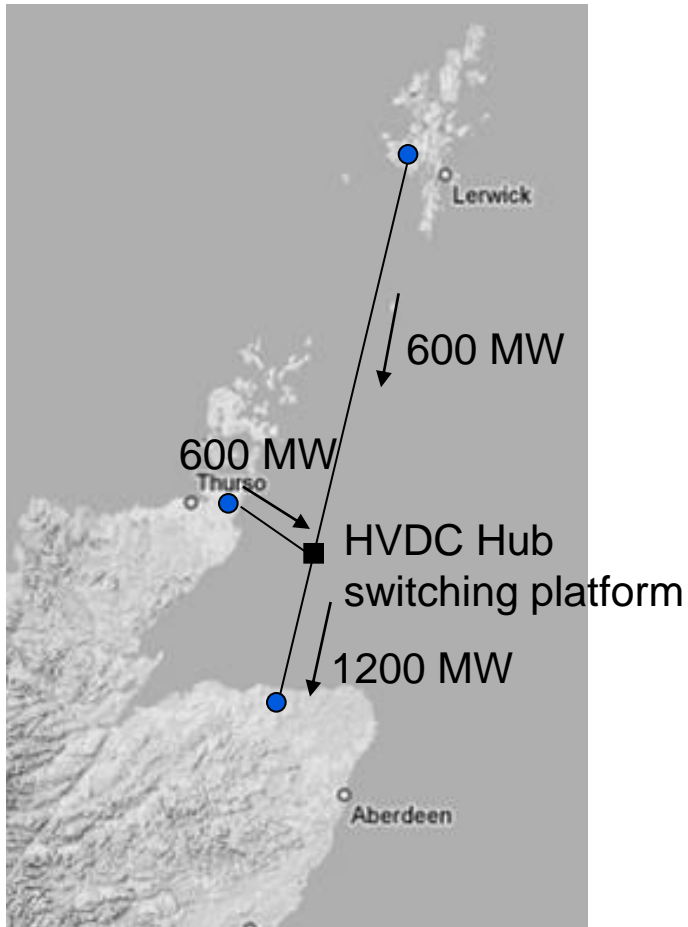 Lerwick
600 MW
600 MW
Thurso
HVDC Hub
switching platform
1200 MW
Aberdeen